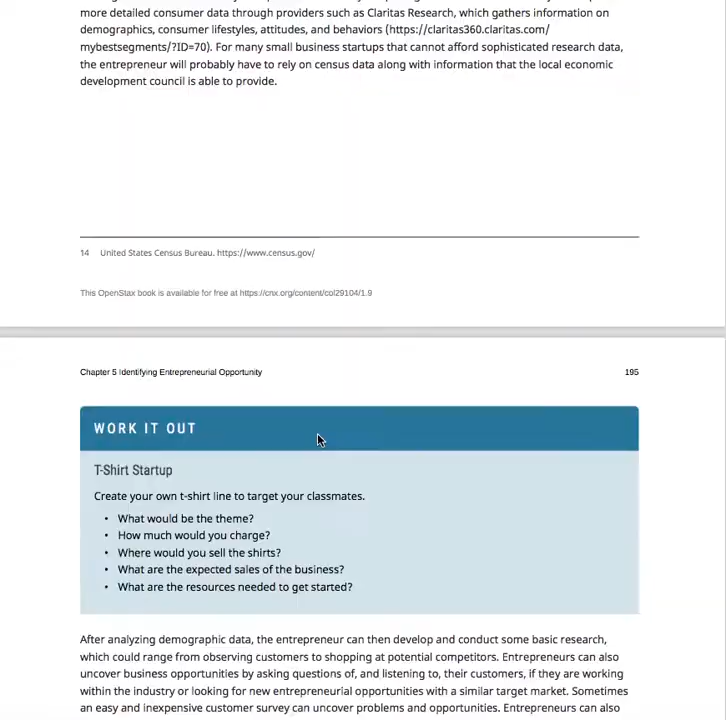 more detailed consumer data through providers such as Claritas Research, which gathers information on
demographics, consumer lifestyles, attitudes, and behaviors (https://claritas360.claritas.com/
mybestsegments/?ID=70). For many small business startups that cannot afford sophisticated research data,
the entrepreneur will probably have to rely on census data along with information that the local economic
development council is able to provide.
14 United States Census Bureau. https://www.census.gov/
This OpenStax book is available for free at https://cnx.org/content/col29104/1.9
Chapter 5 Identifying Entrepreneurial Opportunity 195
WORK IT OUT
T-Shirt Startup
Create your own t-shirt line to target your classmates.
• What would be the theme?
• How much would you charge?
• Where would you sell the shirts?
• What are the expected sales of the business?
• What are the resources needed to get started?
After analyzing demographic data, the entrepreneur can then develop and conduct some basic research,
which could range from observing customers to shopping at potential competitors. Entrepreneurs can also
uncover business opportunities by asking questions of, and listening to, their customers, if they are working
within the industry or looking for new entrepreneurial opportunities with a similar target market. Sometimes
an easy and inexpensive customer survey can uncover problems and opportunities. Entrepreneurs can also